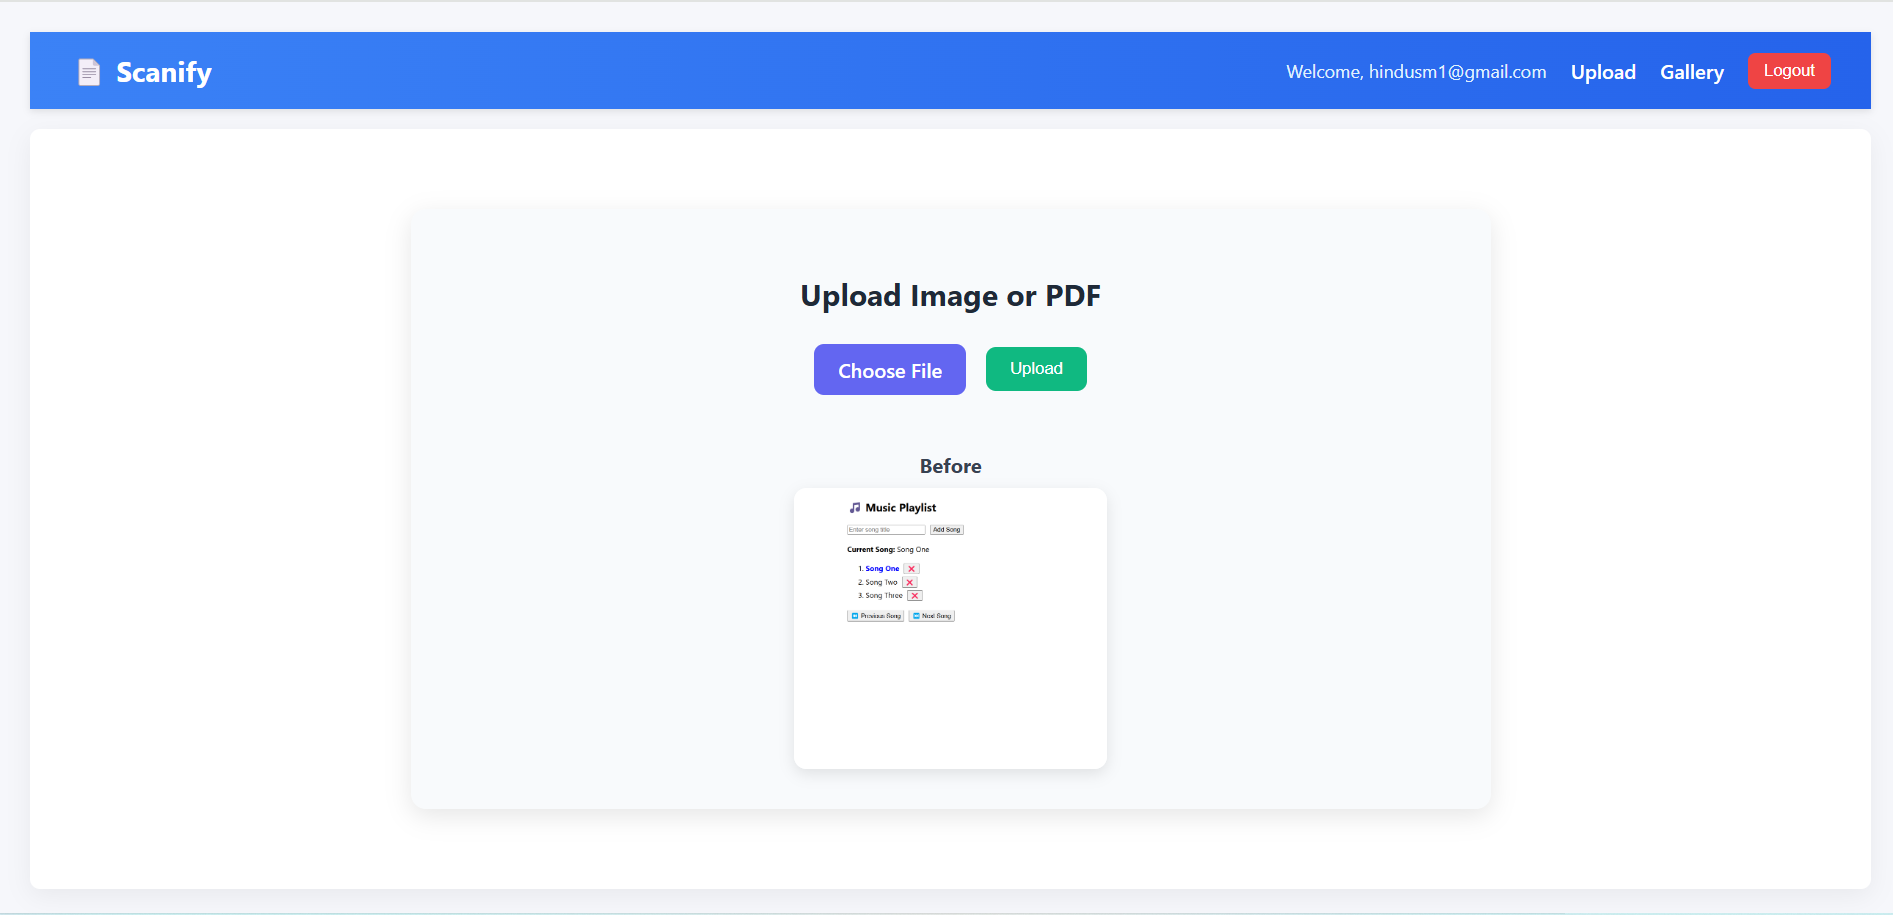 Scanify
Welcome, hindusm1@gmail.com Upload Gallery Logout
Upload Image or PDF
Choose File Upload
Before
Music Playlist
Enter song title Add Song
Current Song: Song One
1. Song One
2. Song Two
3. Song Three
Previous Song Next Song